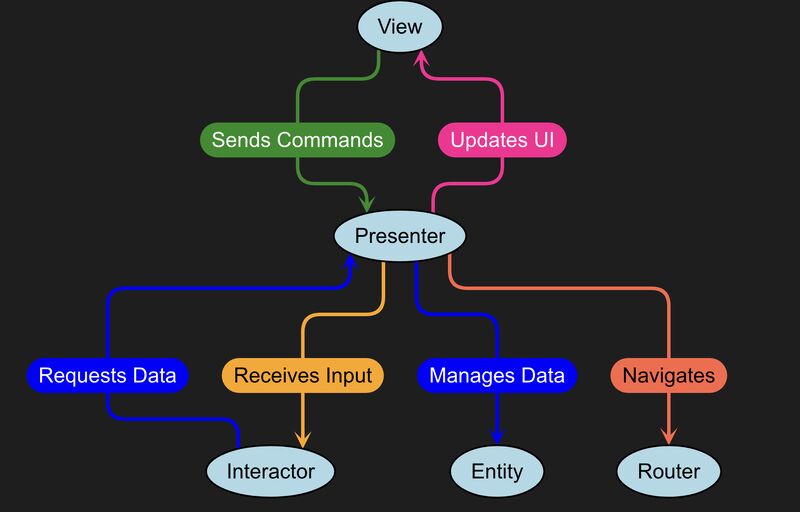 View
Sends Commands
Updates UI
Presenter
Requests Data
Receives Input
Manages Data
Navigates
Interactor
Entity
Router